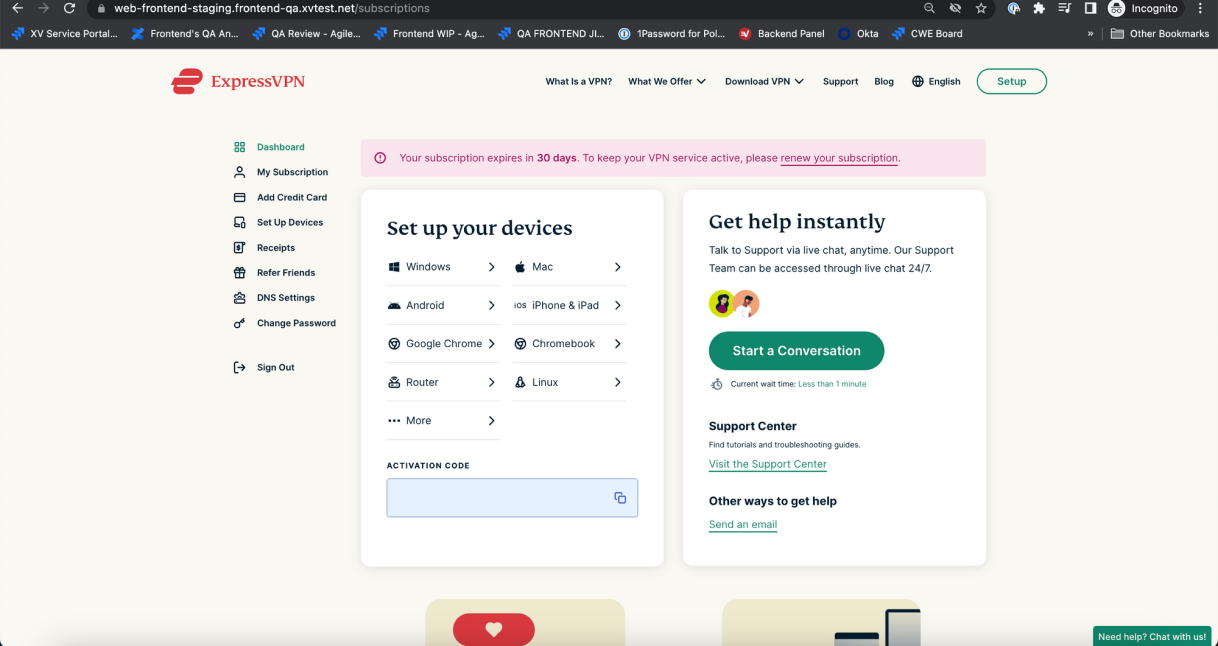 web-frontend-staging.frontend-qa.xvtest.net/subscriptions
Incognito
XV Service Portal...
Frontend's QA An...
QA Review - Agile...
Frontend WIP - Ag...
QA FRONTEND JI...
1Password for Pol...
Backend Panel
Okta
CWE Board
»
Other Bookmarks
ExpressVPN
What Is a VPN?
What We Offer
Download VPN
Support
Blog
English
Setup
Dashboard
My Subscription
Add Credit Card
Set Up Devices
Receipts
Refer Friends
DNS Settings
Change Password
Sign Out
Your subscription expires in 30 days. To keep your VPN service active, please renew your subscription.
Set up your devices
Windows
Mac
Android
iOS iPhone & iPad
Google Chrome
Chromebook
Router
Linux
More
ACTIVATION CODE
Get help instantly
Talk to Support via live chat, anytime. Our Support
Team can be accessed through live chat 24/7.
Start a Conversation
Current wait time: Less than 1 minute
Support Center
Find tutorials and troubleshooting guides.
Visit the Support Center
Other ways to get help
Send an email
Need help? Chat with us!